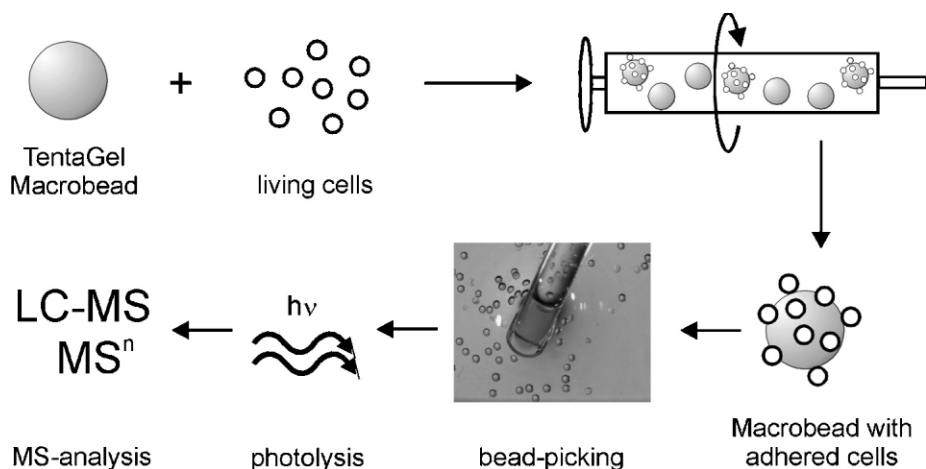 +
TentaGel
Macrobead
living cells
Macrobead with
adhered cells
bead-picking
hν
photolysis
LC-MS
MSⁿ
MS-analysis